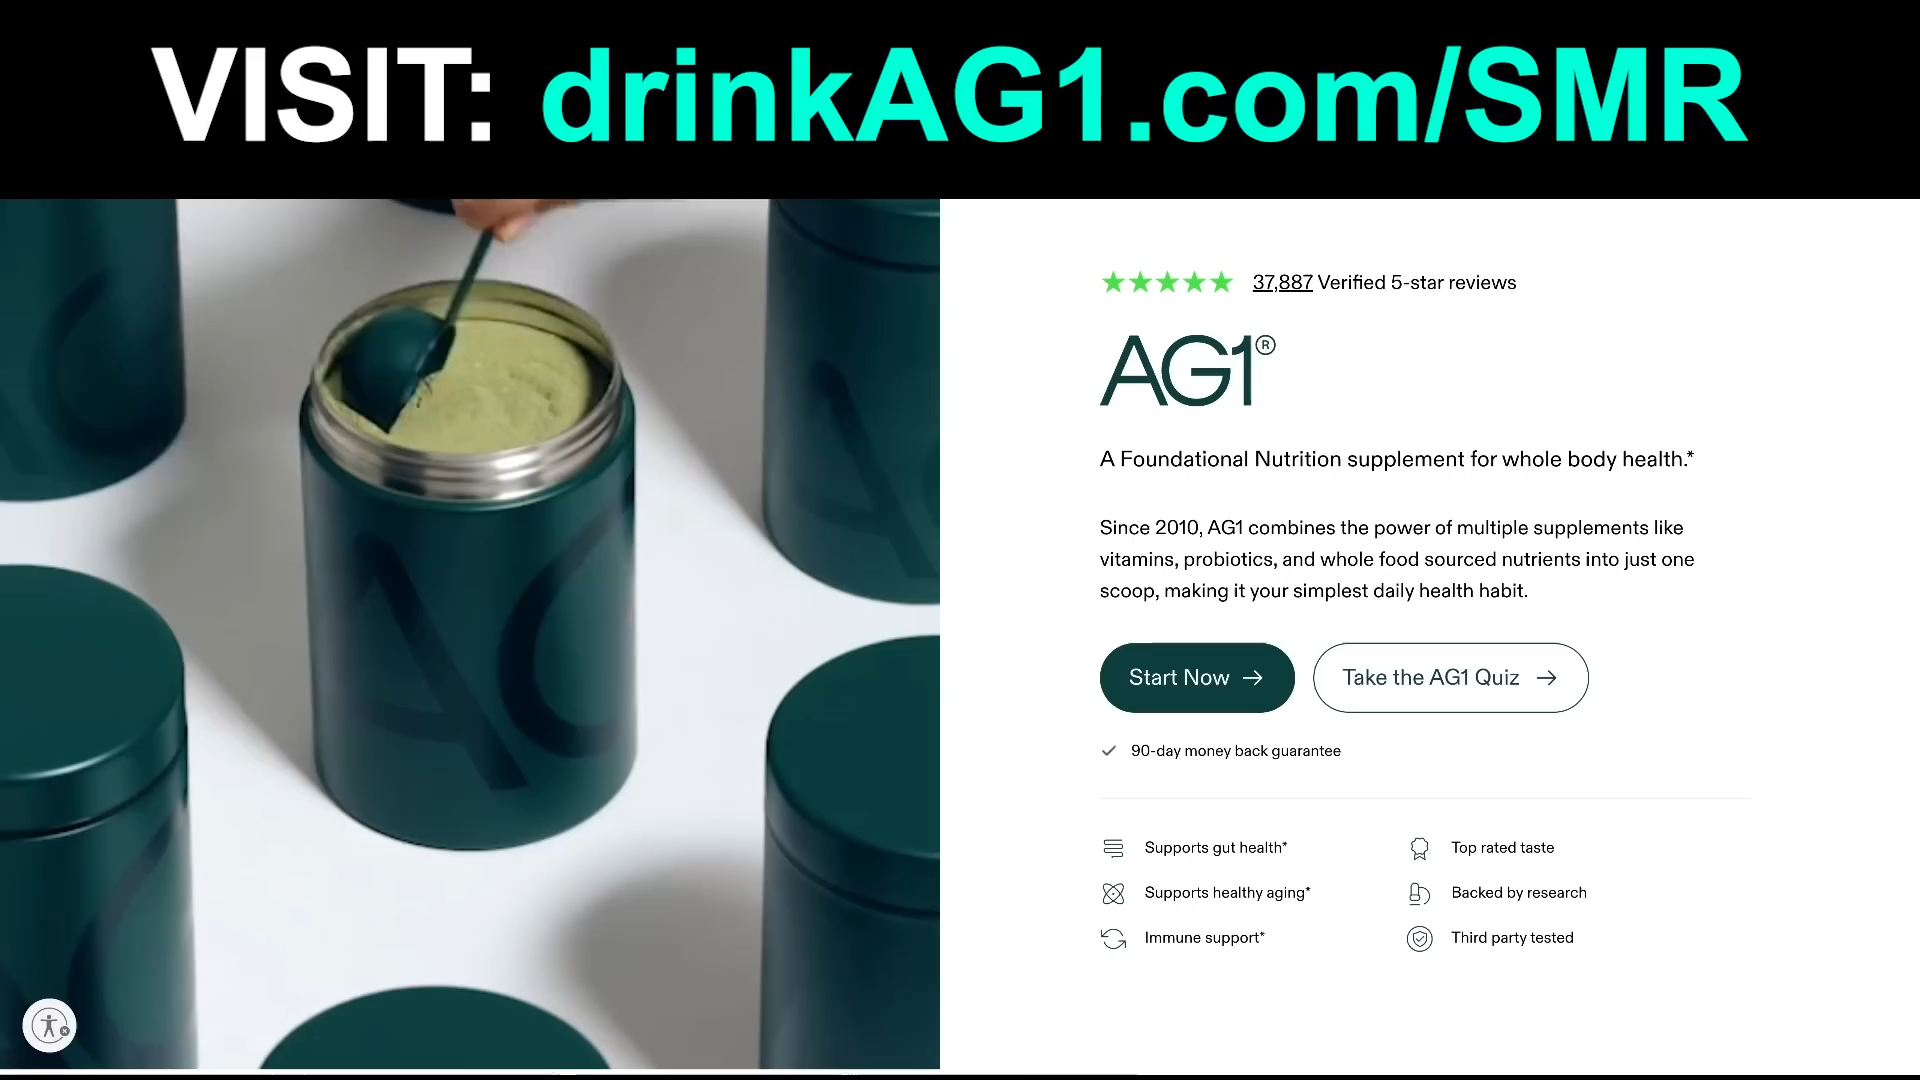 VISIT: drinkAG1.com/SMR
37,887 Verified 5-star reviews
AG1®
A Foundational Nutrition supplement for whole body health.*
Since 2010, AG1 combines the power of multiple supplements like
vitamins, probiotics, and whole food sourced nutrients into just one
scoop, making it your simplest daily health habit.
Start Now →
Take the AG1 Quiz →
90-day money back guarantee
Supports gut health*
Top rated taste
Supports healthy aging*
Backed by research
Immune support*
Third party tested
AG